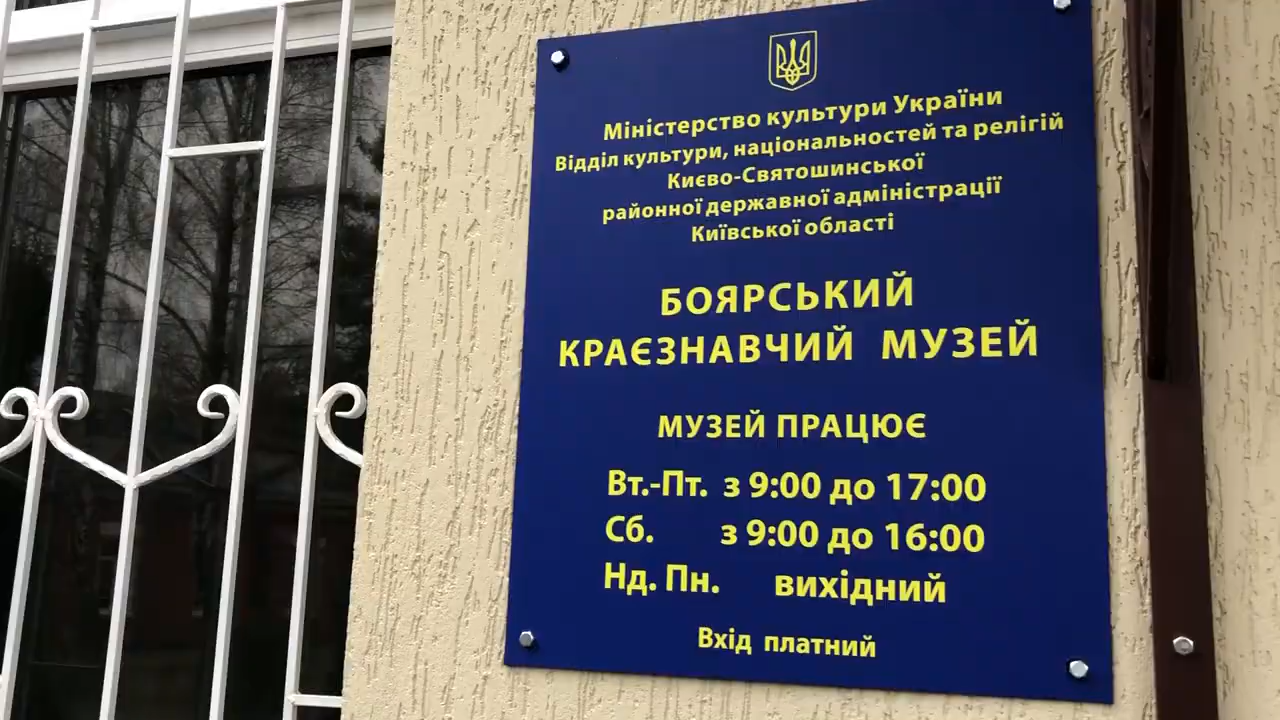 Міністерство культури України
Відділ культури, національностей та релігій
Києво-Святошинської
районної державної адміністрації
Київської області
БОЯРСЬКИЙ
КРАЄЗНАВЧИЙ МУЗЕЙ
МУЗЕЙ ПРАЦЮЄ
Вт.-Пт. з 9:00 до 17:00
Сб. з 9:00 до 16:00
Нд. Пн. вихідний
Вхід платний